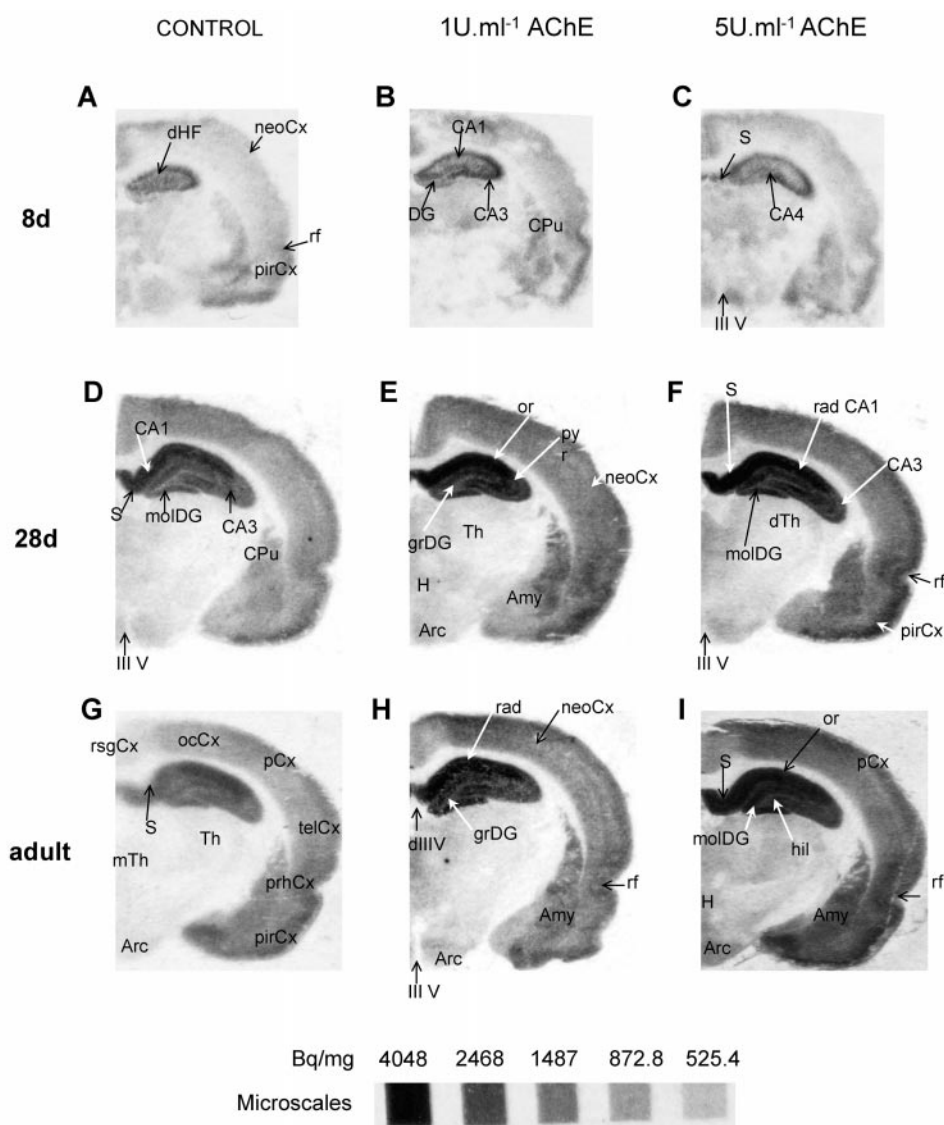 CONTROL 1U.ml⁻¹ AChE 5U.ml⁻¹ AChE
A B C
dHF neoCx CA1 S
8d DG CA3 CPu CA4
rf
pirCx
III V
D E F
CA1 or S rad CA1
py
r
neoCx CA3
28d S molDG CA3 grDG Th molDG dTh
CPu
H Amy rf
Arc pirCx
III V III V
G H I
rsgCx ocCx pCx rad neoCx or
S pCx
S Th telCx dIIIV grDG molDG hil
adult mTh
prhCx rf rf
pirCx Amy H Amy
Arc Arc Arc
III V
Bq/mg 4048 2468 1487 872.8 525.4
Microscales